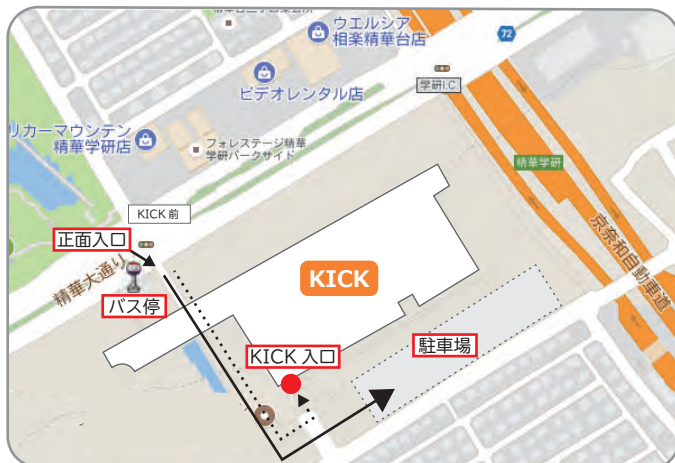 ウエルシア
相楽精華台店
72
ビデオレンタル店
学研I.C.
リカーマウンテン
精華学研店
フォレステージ精華
学研パークサイド
精華学研
KICK 前
正面入口
精華大通り
バス停
KICK
京奈和自動車道
KICK 入口
駐車場